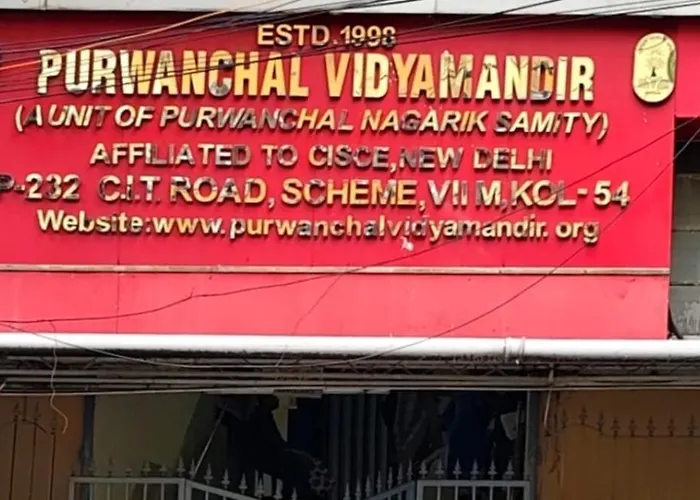 ESTD.1998
PURWANCHAL VIDYAMANDIR
(A UNIT OF PURWANCHAL NAGARIK SAMITY)
AFFILIATED TO CISCE, NEW DELHI
P-232 C.I.T. ROAD, SCHEME, VII M, KOL-54
Website:www.purwanchalvidyamandir.org